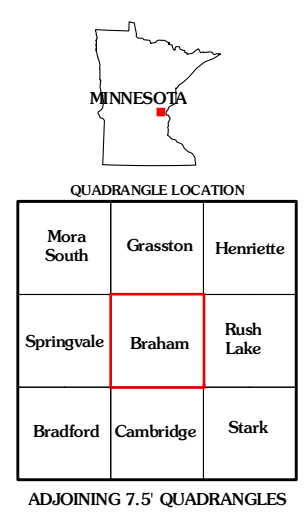 MINNESOTA
QUADRANGLE LOCATION
Mora
South
Grasston
Henriette
Springvale
Braham
Rush
Lake
Bradford
Cambridge
Stark
ADJOINING 7.5' QUADRANGLES